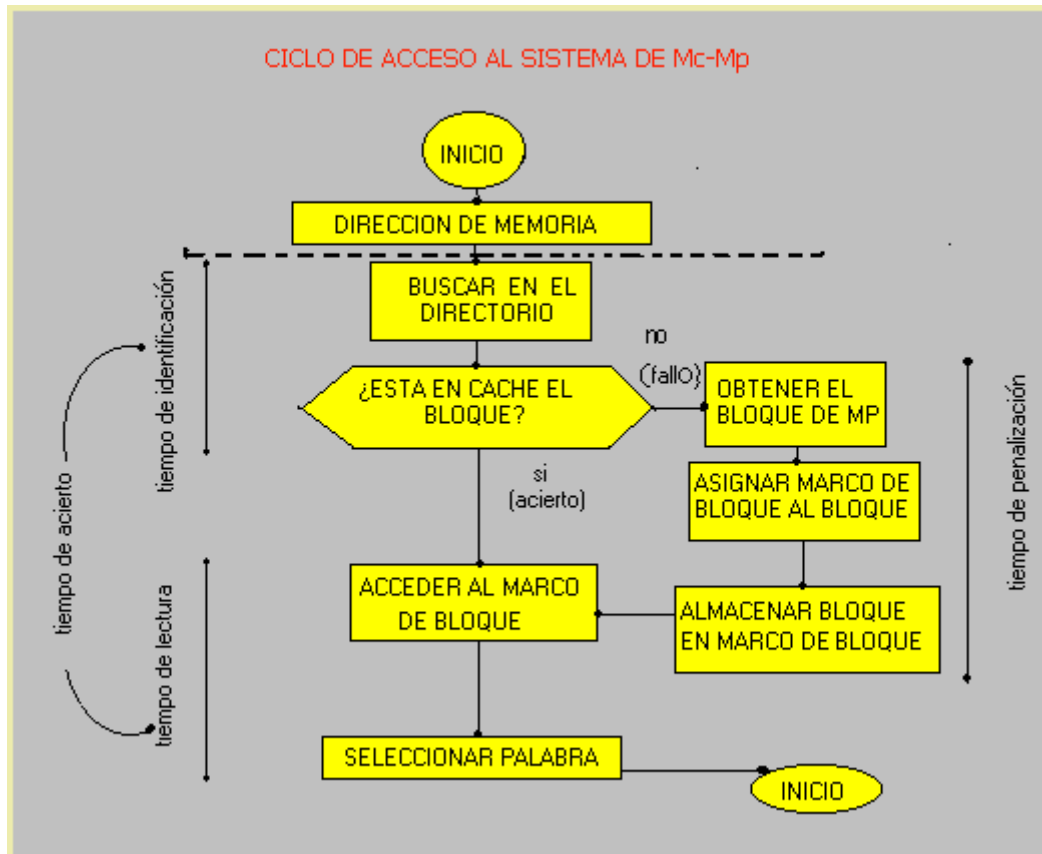 CICLO DE ACCESO AL SISTEMA DE Mc-Mp
INICIO
DIRECCION DE MEMORIA
BUSCAR EN EL
DIRECTORIO
no
(fallO)
¿ESTA EN CACHE EL
BLOQUE?
OBTENER EL
BLOQUE DE MP
si
(acierto)
ASIGNAR MARCO DE
BLOQUE AL BLOQUE
ACCEDER AL MARCO
DE BLOQUE
ALMACENAR BLOQUE
EN MARCO DE BLOQUE
SELECCIONAR PALABRA
INICIO
tiempo de acierto
tiempo de identificación
tiempo de lectura
tiempo de penalización